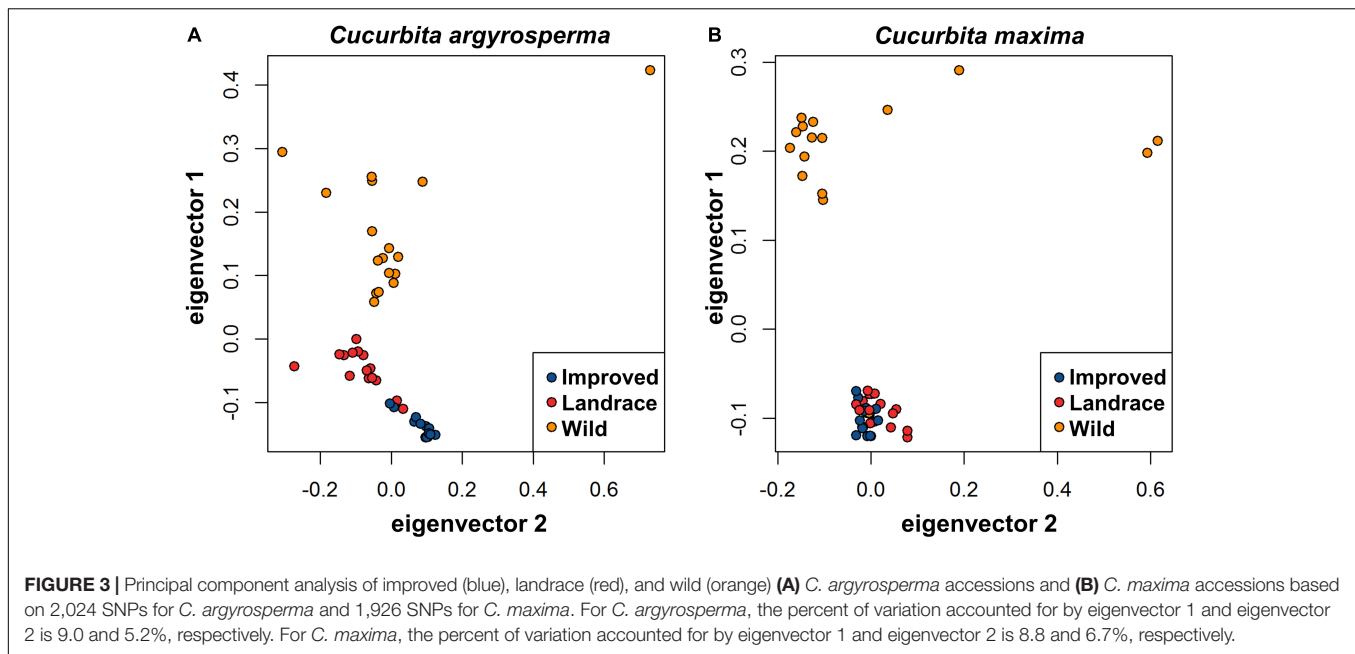 A
Cucurbita argyrosperma
eigenvector 1
0.4
0.3
0.2
0.1
0.0
-0.1
-0.2
0.0
0.2
0.4
0.6
eigenvector 2
Improved
Landrace
Wild
B
Cucurbita maxima
eigenvector 1
0.3
0.2
0.1
0.0
-0.1
-0.2
0.0
0.2
0.4
0.6
eigenvector 2
Improved
Landrace
Wild
FIGURE 3 | Principal component analysis of improved (blue), landrace (red), and wild (orange) (A) C. argyrosperma accessions and (B) C. maxima accessions based
on 2,024 SNPs for C. argyrosperma and 1,926 SNPs for C. maxima. For C. argyrosperma, the percent of variation accounted for by eigenvector 1 and eigenvector
2 is 9.0 and 5.2%, respectively. For C. maxima, the percent of variation accounted for by eigenvector 1 and eigenvector 2 is 8.8 and 6.7%, respectively.